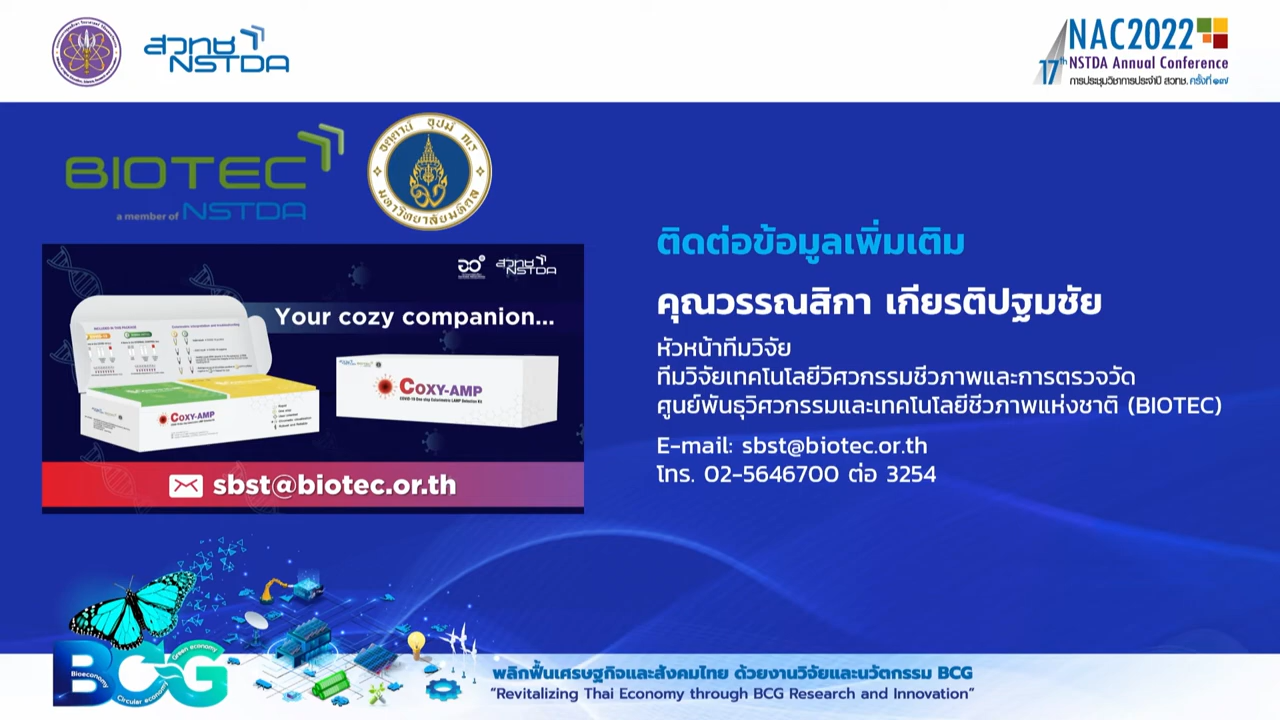 สวทช
NSTDA
NAC2022
17th NSTDA Annual Conference
การประชุมวิชาการประจำปี สวทช. ครั้งที่ ๑๗
BIOTEC
a member of NSTDA
มหาวิทยาลัยมหิดล
สวทช
NSTDA
Your cozy companion...
INCLUDED IN THIS PACKAGE
COXY-AMP
COXY-AMP
COVID-19 One-step Colorimetric LAMP Detection Kit
sbst@biotec.or.th
ติดต่อข้อมูลเพิ่มเติม
คุณวรรณสิกา เกียรติปฐมชัย
หัวหน้าทีมวิจัย
ทีมวิจัยเทคโนโลยีวิศวกรรมชีวภาพและการตรวจวัด
ศูนย์พันธุวิศวกรรมและเทคโนโลยีชีวภาพแห่งชาติ (BIOTEC)
E-mail: sbst@biotec.or.th
โทร. 02-5646700 ต่อ 3254
BCG
Bioeconomy
Circular economy
Green economy
พลิกฟื้นเศรษฐกิจและสังคมไทย ด้วยงานวิจัยและนวัตกรรม BCG
“Revitalizing Thai Economy through BCG Research and Innovation”